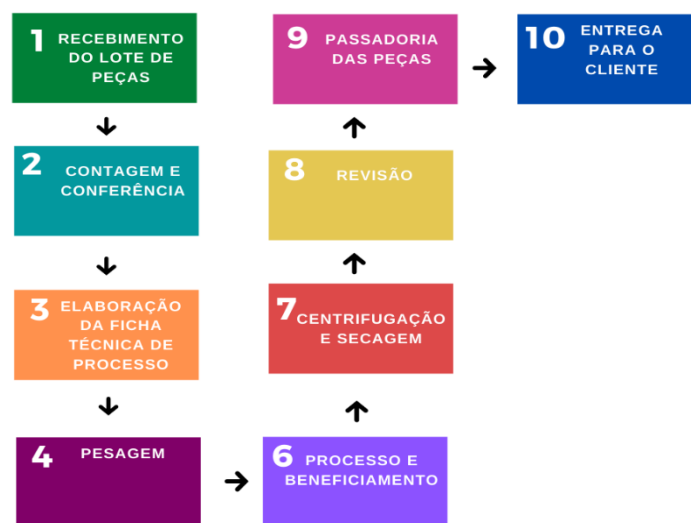 1 RECEBIMENTO
DO LOTE DE
PEÇAS
2 CONTAGEM E
CONFERÊNCIA
3 ELABORAÇÃO
DA FICHA
TÉCNICA DE
PROCESSO
4 PESAGEM
6 PROCESSO E
BENEFICIAMENTO
7 CENTRIFUGAÇÃO
E SECAGEM
8 REVISÃO
9 PASSADORIA
DAS PEÇAS
10 ENTREGA
PARA O
CLIENTE